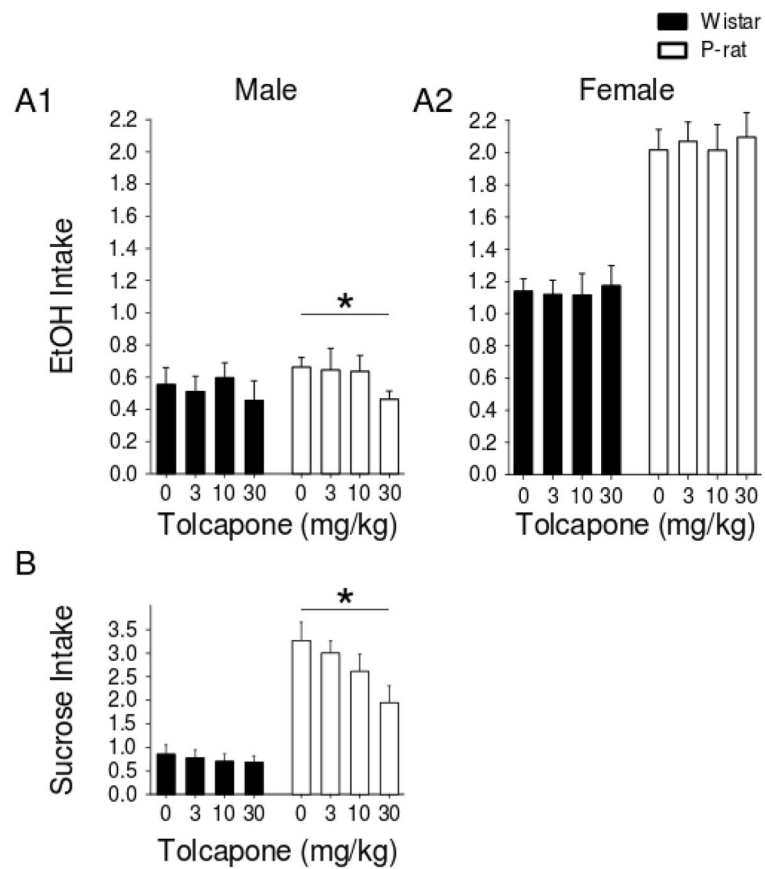 Wistar
P-rat
A1
Male
A2
Female
EtOH Intake
2.2
2.0
1.8
1.6
1.4
1.2
1.0
0.8
0.6
0.4
0.2
0.0
*
0 3 10 30 0 3 10 30
Tolcapone (mg/kg)
2.2
2.0
1.8
1.6
1.4
1.2
1.0
0.8
0.6
0.4
0.2
0.0
0 3 10 30 0 3 10 30
Tolcapone (mg/kg)
B
Sucrose Intake
3.5
3.0
2.5
2.0
1.5
1.0
0.5
0.0
*
0 3 10 30 0 3 10 30
Tolcapone (mg/kg)